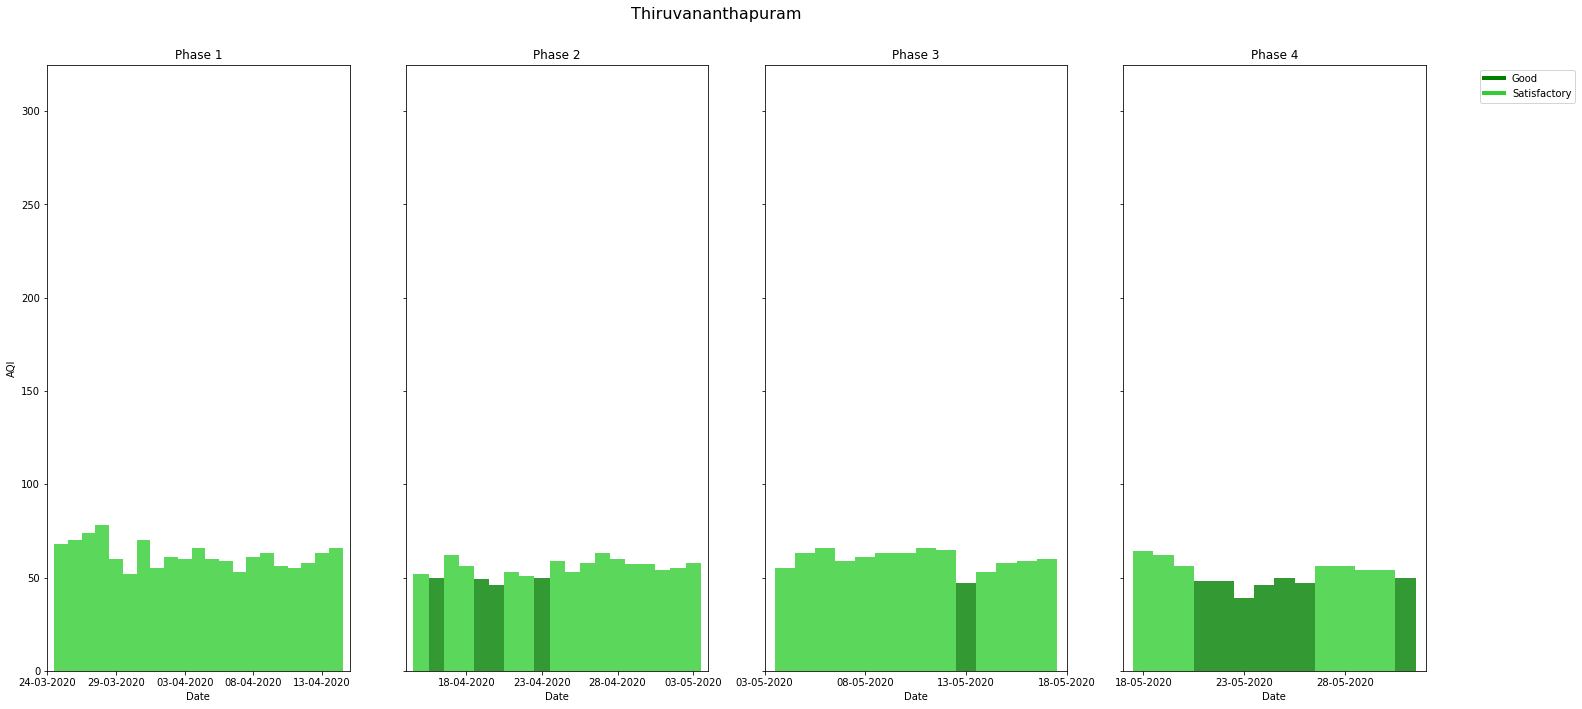 Thiruvananthapuram
Phase 1
Phase 2
Phase 3
Phase 4
Good
Satisfactory
300
250
200
150
100
50
0
AQI
24-03-2020 29-03-2020 03-04-2020 08-04-2020 13-04-2020
18-04-2020 23-04-2020 28-04-2020 03-05-2020
03-05-2020 08-05-2020 13-05-2020 18-05-2020
18-05-2020 23-05-2020 28-05-2020
Date
Date
Date
Date